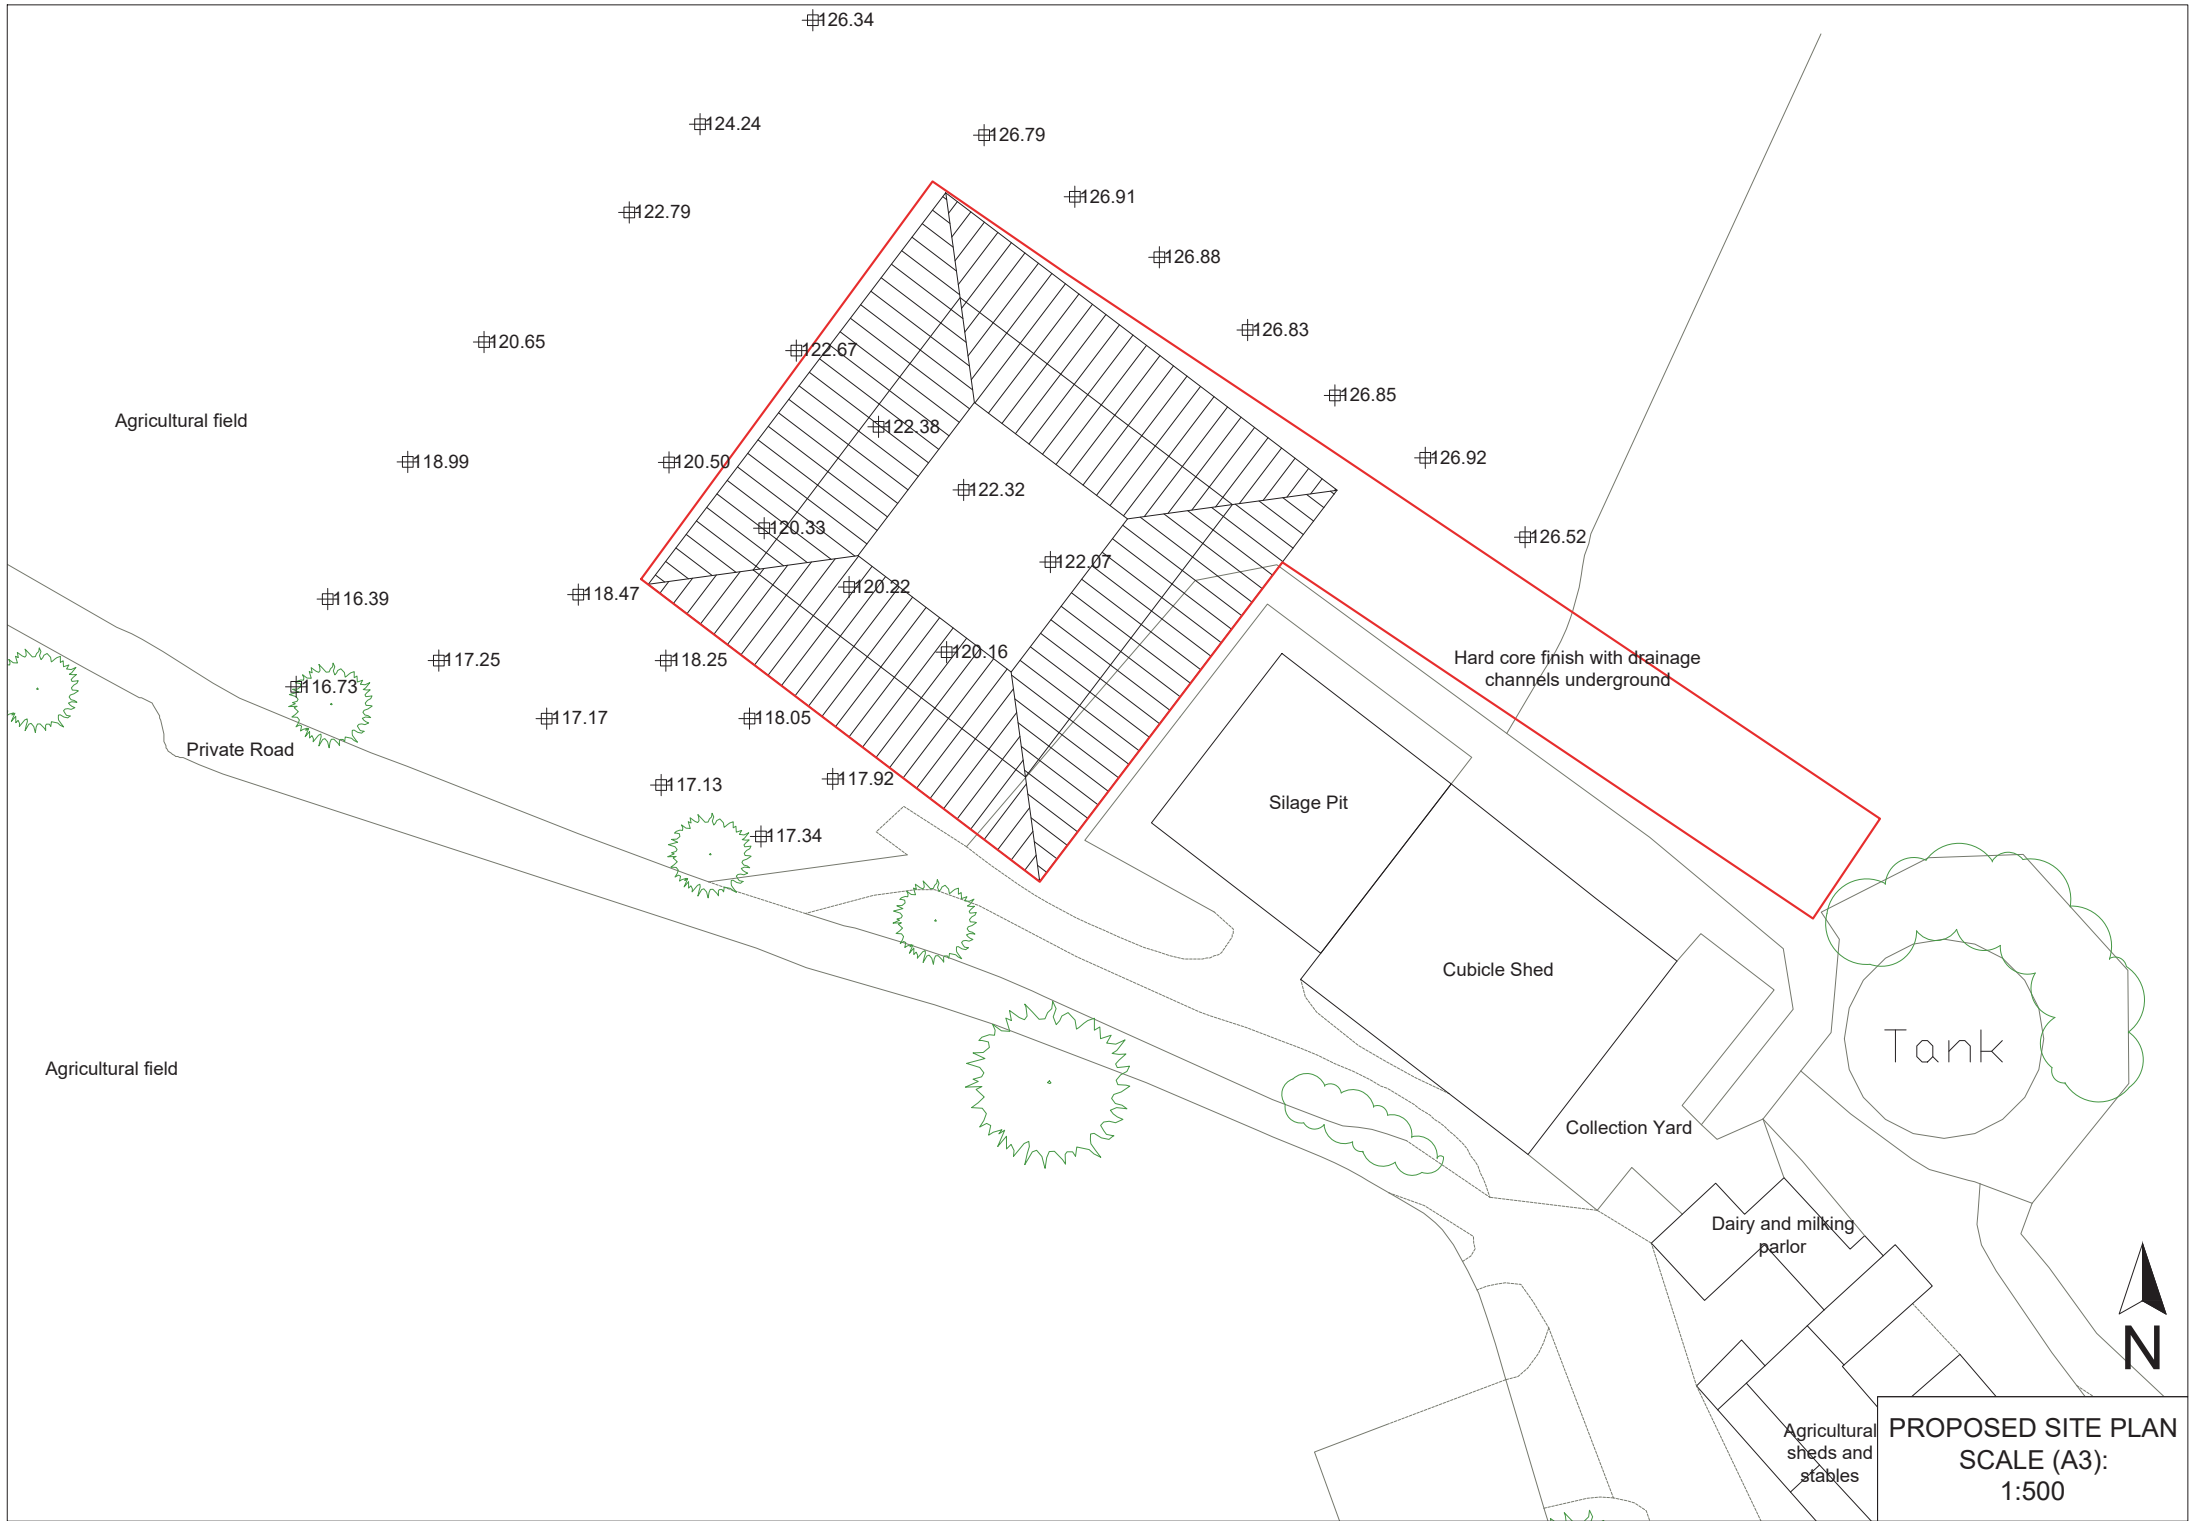 126.34
124.24
126.79
126.91
122.79
126.88
126.83
120.65
122.67
126.85
Agricultural field
122.38
126.92
118.99
120.50
122.32
120.33
126.52
122.07
120.22
116.39
118.47
120.16
117.25
118.25
Hard core finish with drainage
channels underground
116.73
117.17
118.05
Private Road
117.92
117.13
Silage Pit
117.34
Cubicle Shed
Tank
Agricultural field
Collection Yard
Dairy and milking
parlor
N
Agricultural
sheds and
stables
PROPOSED SITE PLAN
SCALE (A3):
1:500